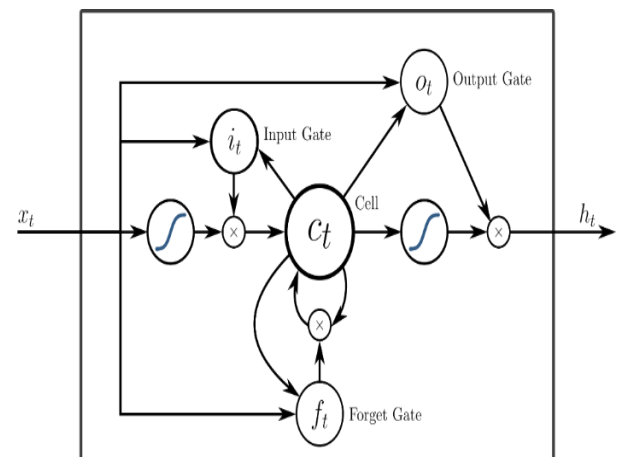 o_t Output Gate
i_t Input Gate
x_t
Cell
c_t
h_t
×
×
×
f_t Forget Gate